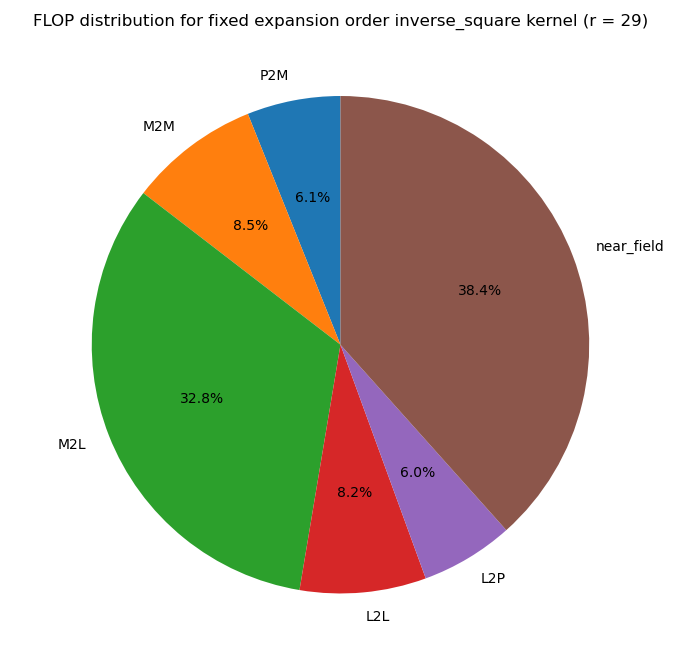 FLOP distribution for fixed expansion order inverse_square kernel (r = 29)
P2M
M2M
6.1%
8.5%
near_field
38.4%
32.8%
M2L
6.0%
8.2%
L2P
L2L